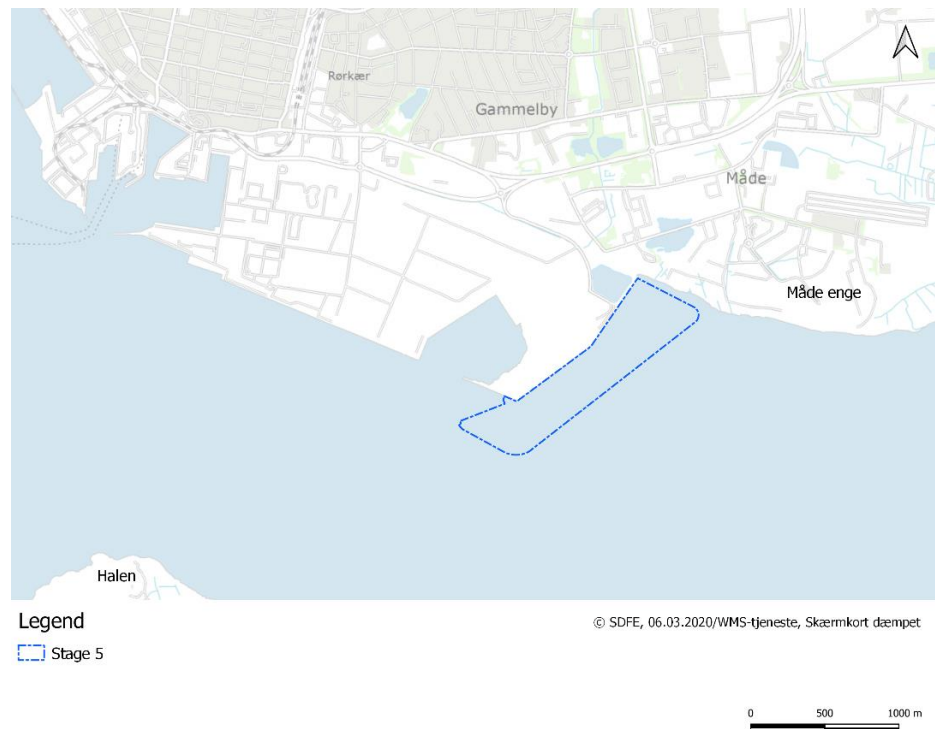 Rørkær
Gammelby
Måde
Måde enge
Halen
Legend
© SDFE, 06.03.2020/WMS-tjeneste, Skærmkort dæmpet
Stage 5
0 500 1000 m